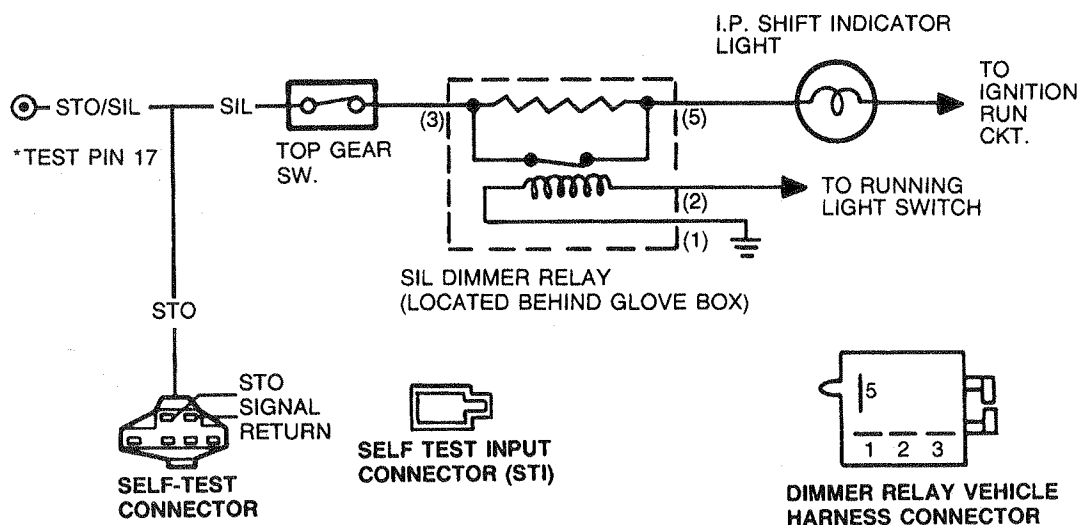 I.P. SHIFT INDICATOR
LIGHT
STO/SIL
SIL
TO
IGNITION
RUN
CKT.
(3)
(5)
*TEST PIN 17
TOP GEAR
SW.
(2)
TO RUNNING
LIGHT SWITCH
(1)
SIL DIMMER RELAY
(LOCATED BEHIND GLOVE BOX)
STO
STO
SIGNAL
RETURN
SELF-TEST
CONNECTOR
SELF TEST INPUT
CONNECTOR (STI)
5
1 2 3
DIMMER RELAY VEHICLE
HARNESS CONNECTOR